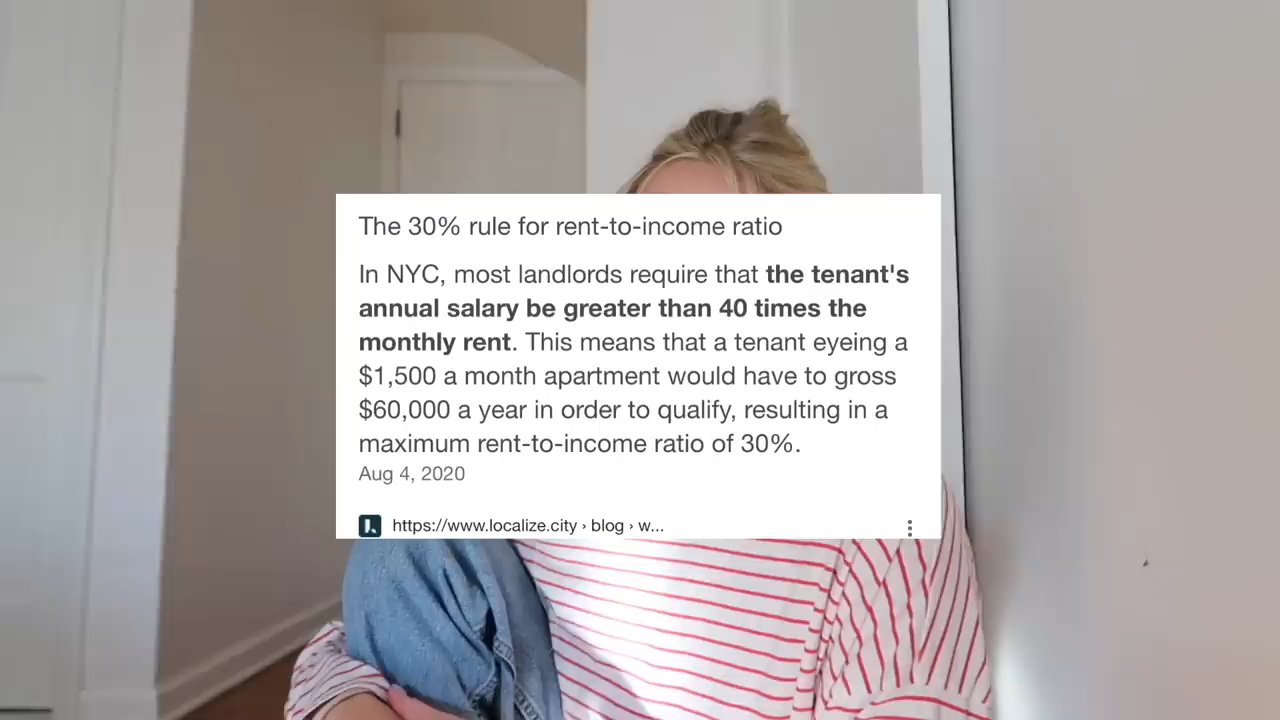 The 30% rule for rent-to-income ratio
In NYC, most landlords require that the tenant's
annual salary be greater than 40 times the
monthly rent. This means that a tenant eyeing a
$1,500 a month apartment would have to gross
$60,000 a year in order to qualify, resulting in a
maximum rent-to-income ratio of 30%.
Aug 4, 2020
https://www.localize.city › blog › w...